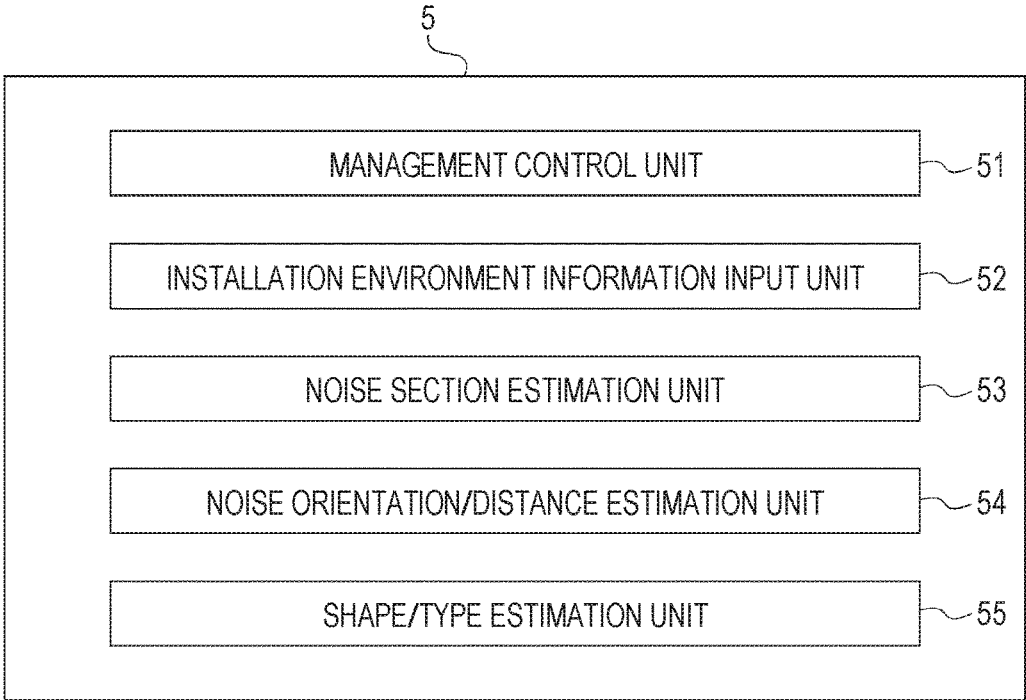 5
MANAGEMENT CONTROL UNIT 51
INSTALLATION ENVIRONMENT INFORMATION INPUT UNIT 52
NOISE SECTION ESTIMATION UNIT 53
NOISE ORIENTATION/DISTANCE ESTIMATION UNIT 54
SHAPE/TYPE ESTIMATION UNIT 55